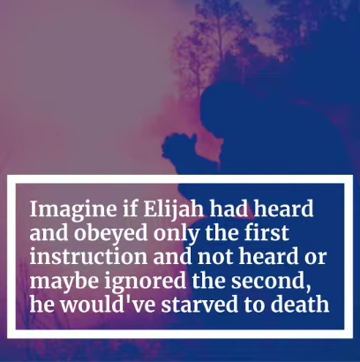 Imagine if Elijah had heard
and obeyed only the first
instruction and not heard or
maybe ignored the second,
he would've starved to death